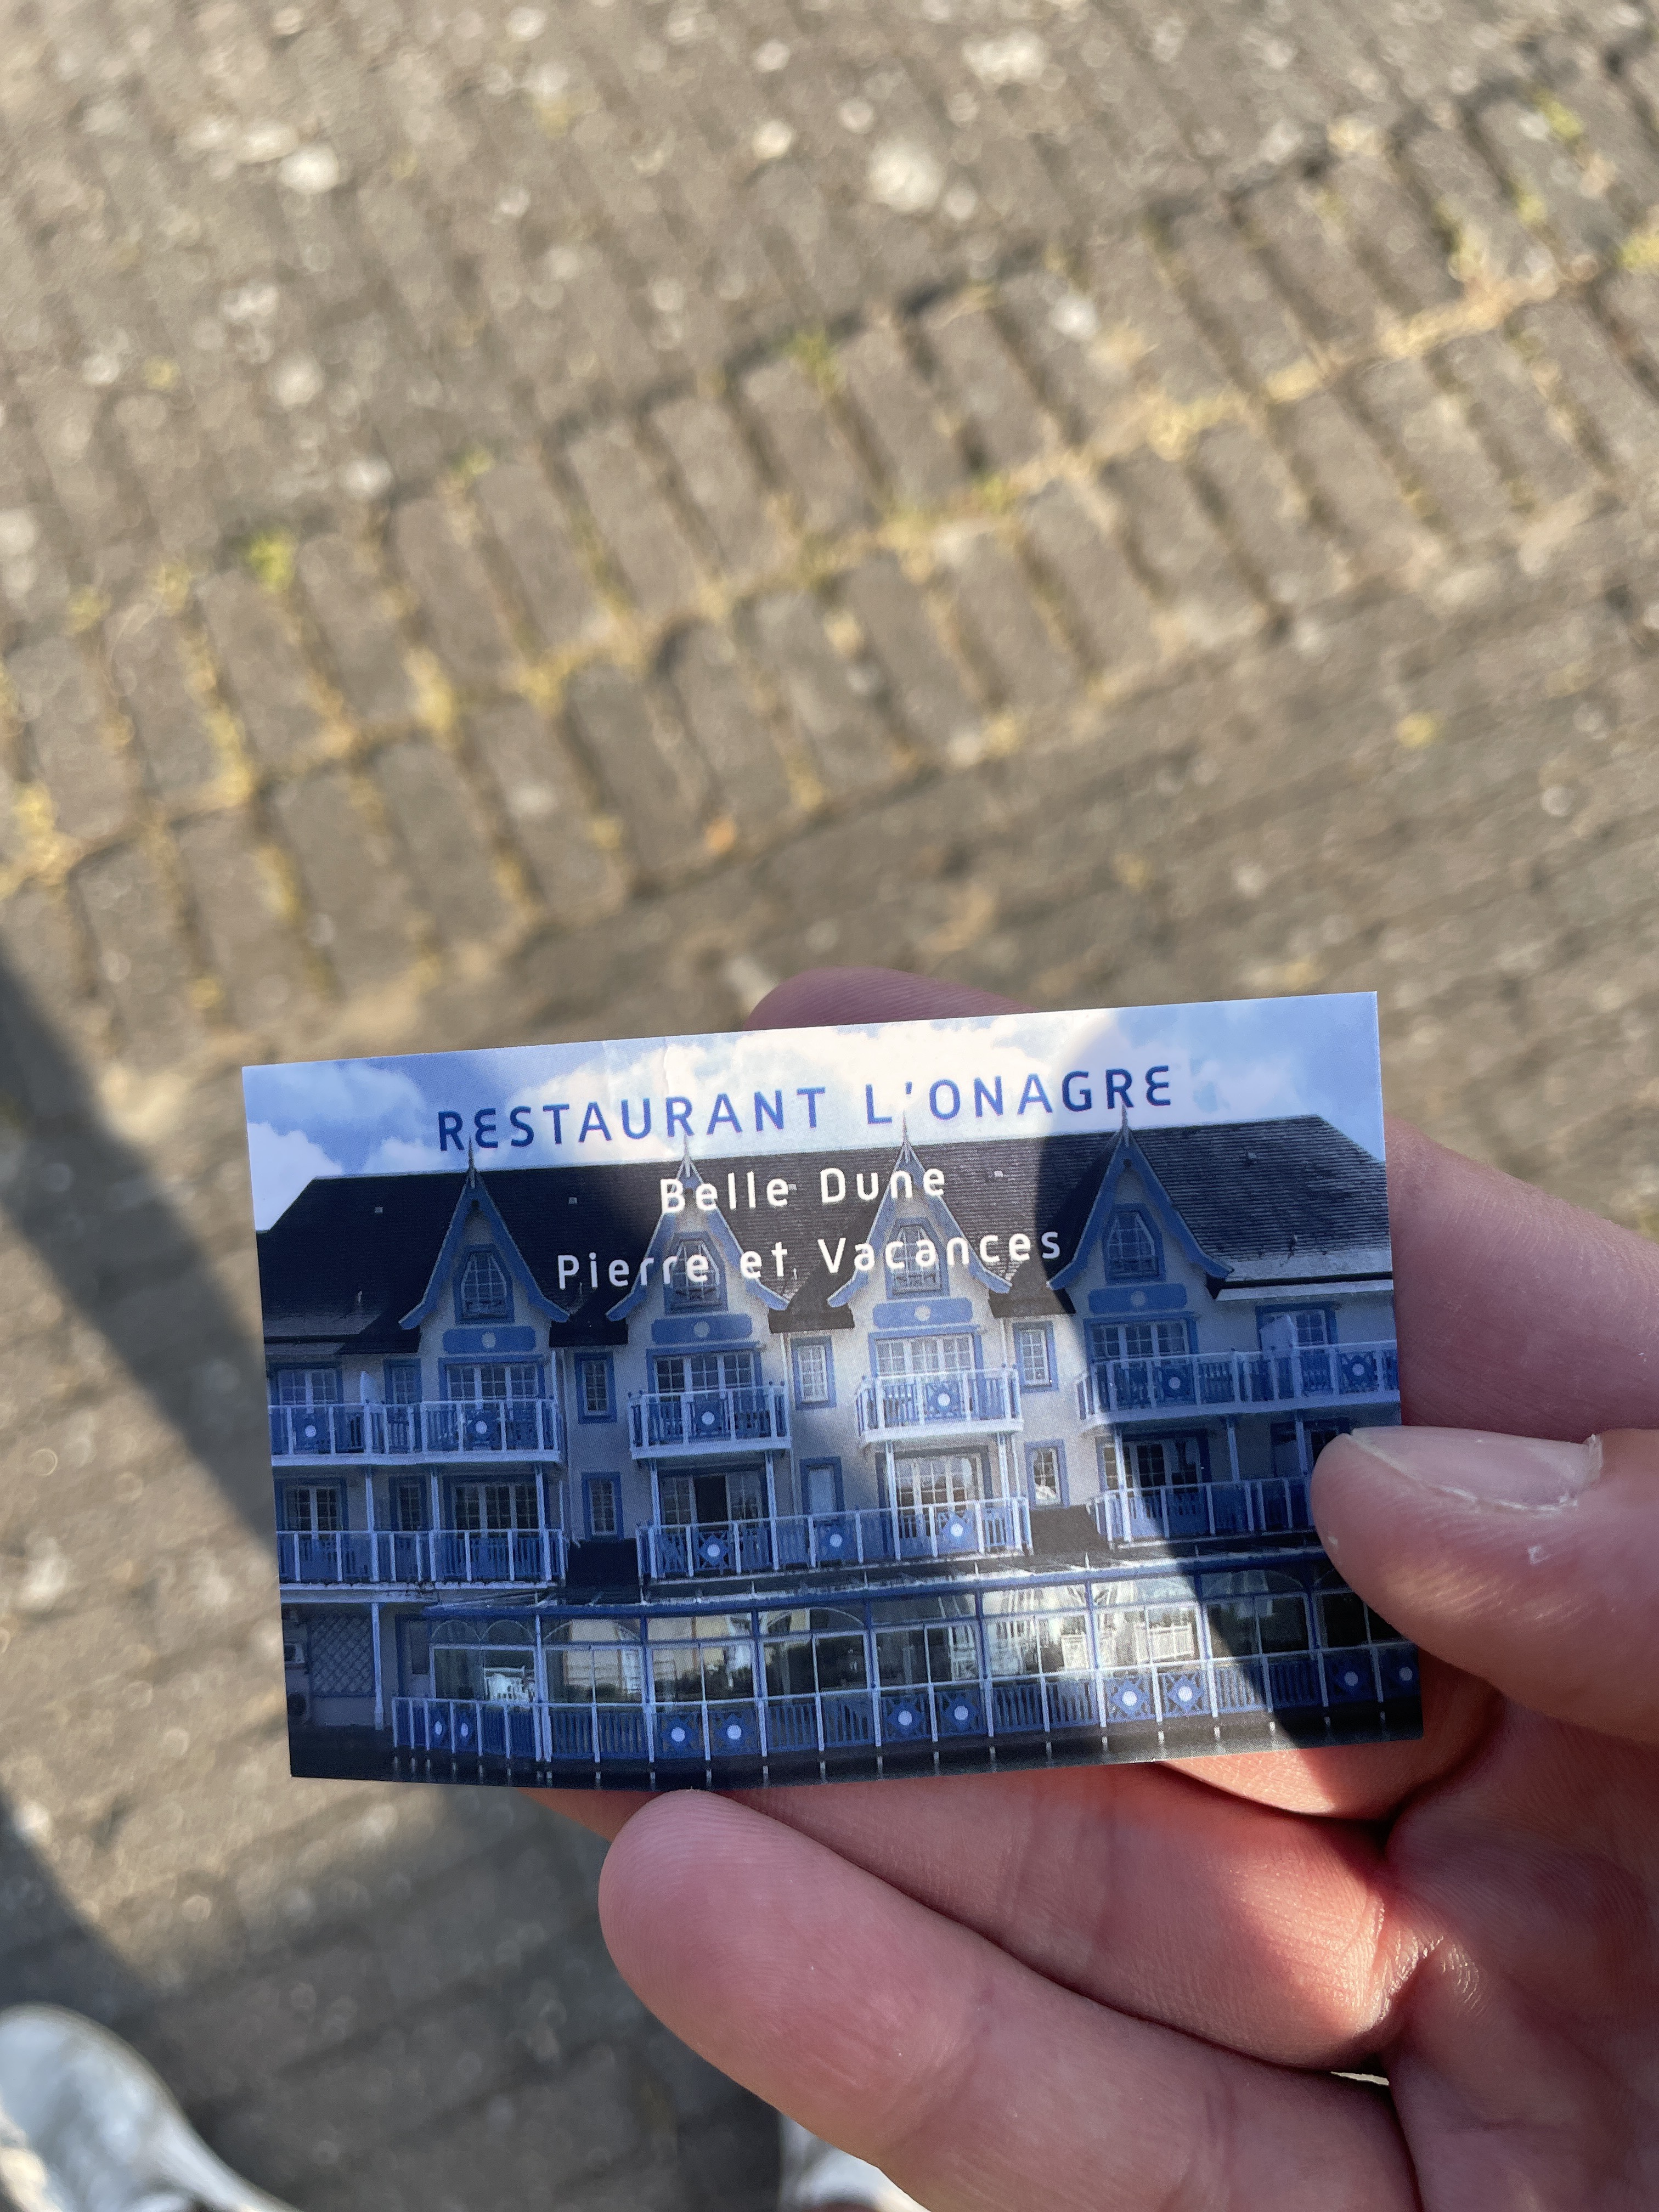 RESTAURANT L'ONAGRE
Belle Dune
Pierre et Vacances